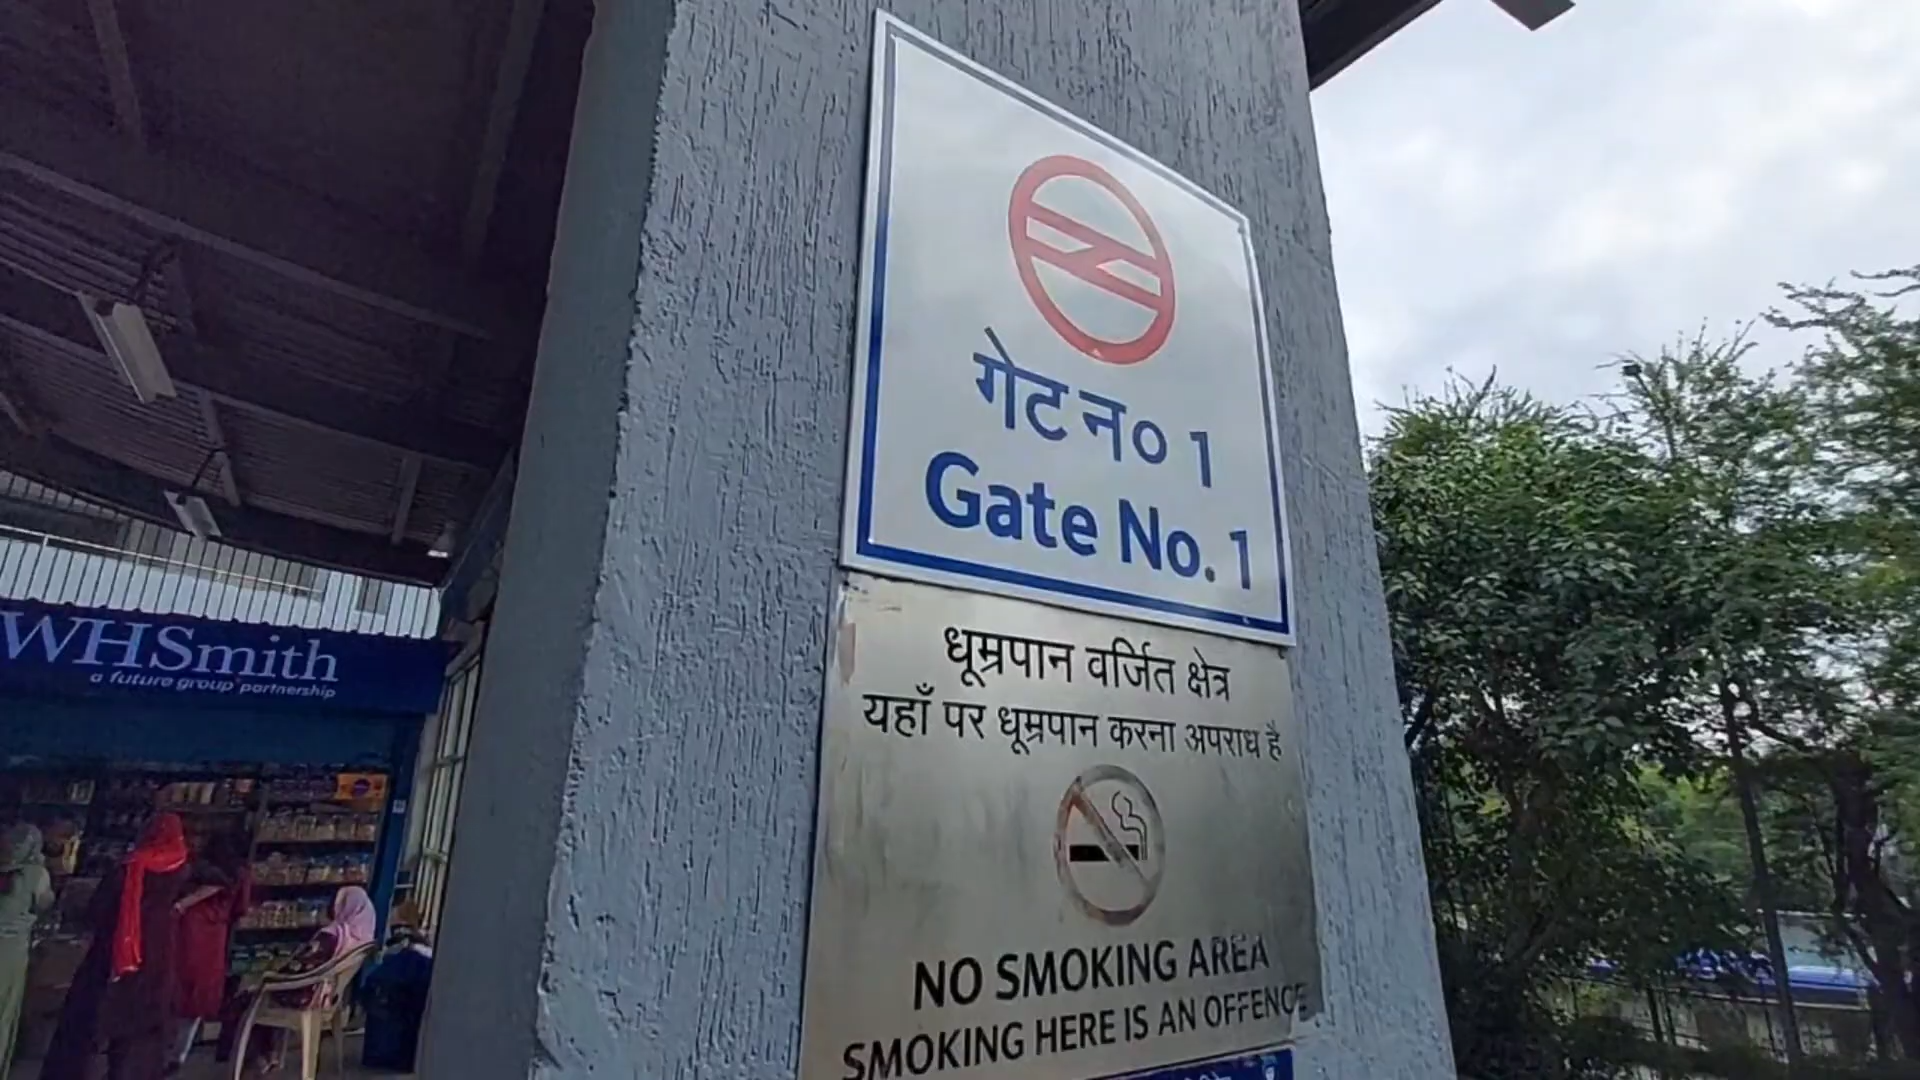 गेट न० 1
Gate No. 1
धूम्रपान वर्जित क्षेत्र
यहाँ पर धूम्रपान करना अपराध है
NO SMOKING AREA
SMOKING HERE IS AN OFFENCE
WHSmith
a future group partnership